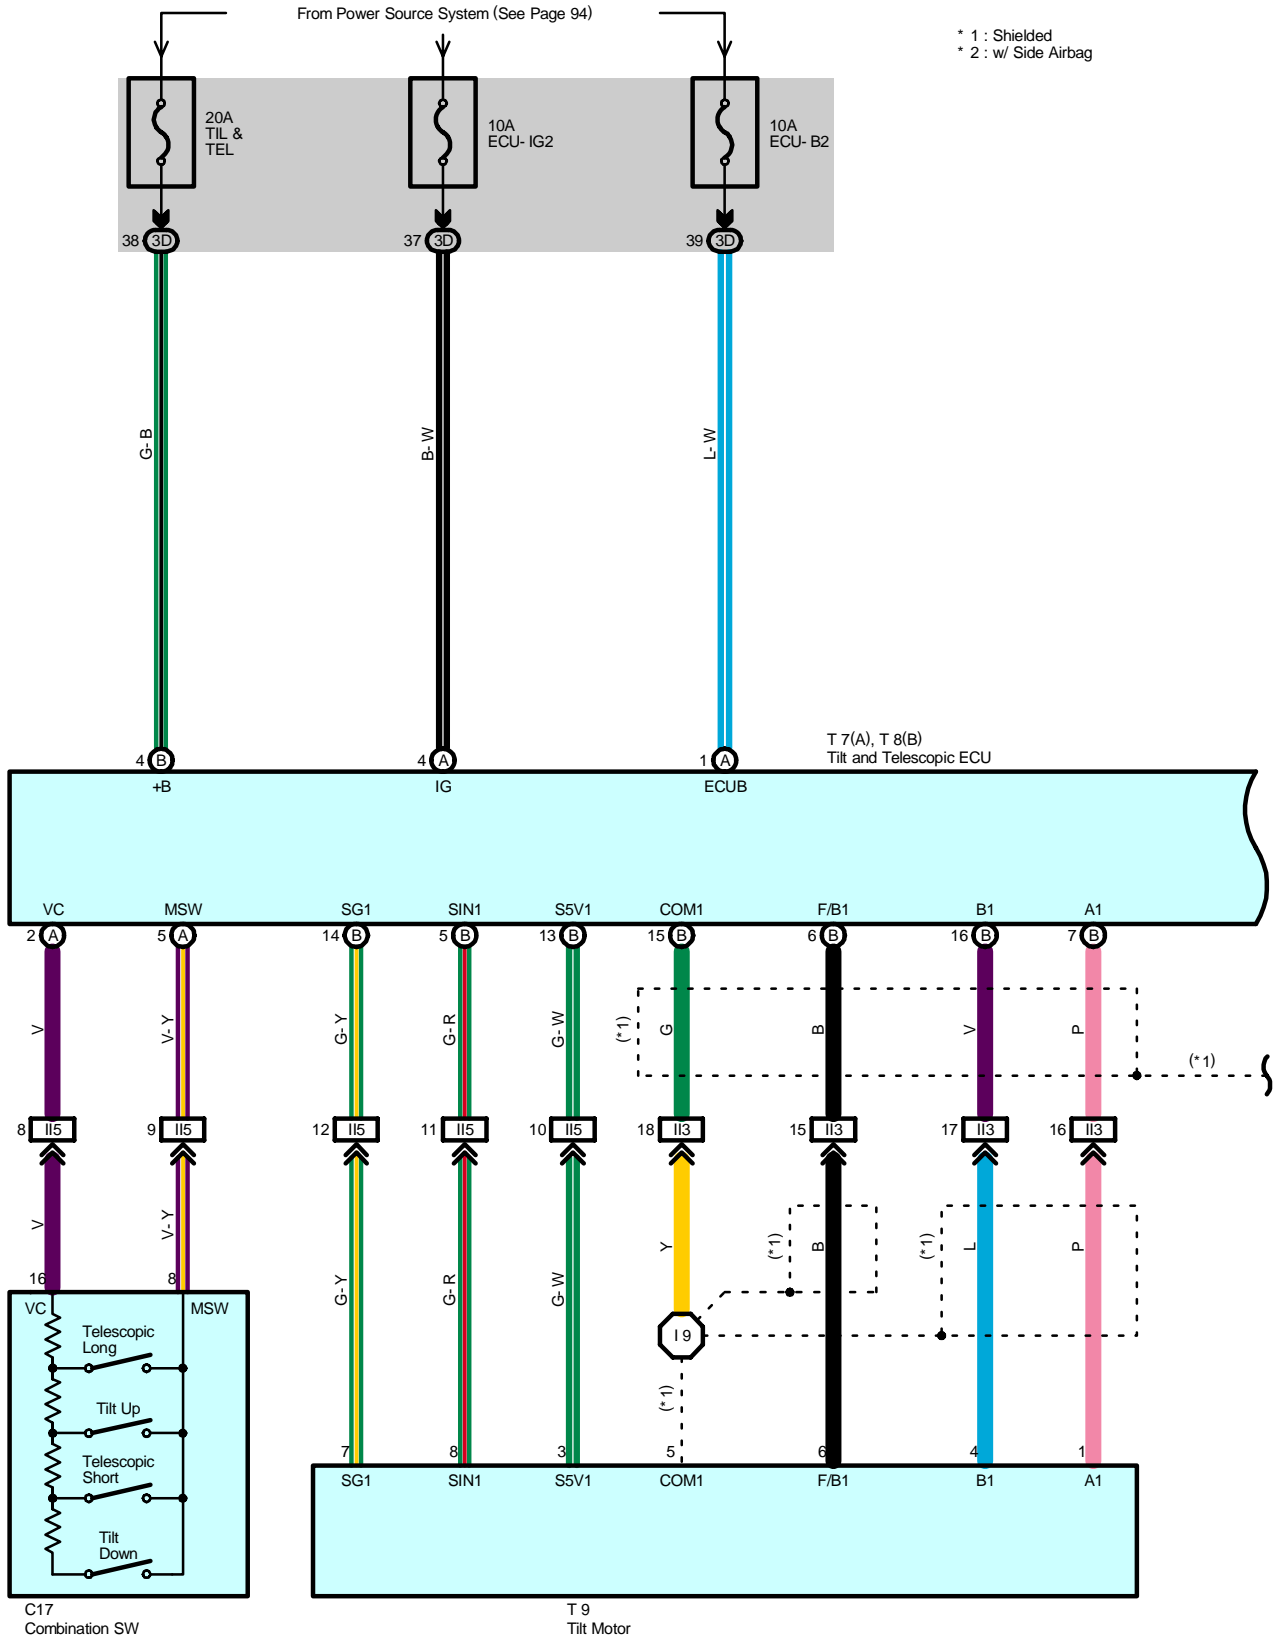 From Power Source System (See Page 94)
* 1 : Shielded
* 2 : w/ Side Airbag
20A
TIL &
TEL
10A
ECU- IG2
10A
ECU- B2
38 3D
37 3D
39 3D
G- B
B- W
L- W
T 7(A), T 8(B)
Tilt and Telescopic ECU
4 B
4 A
1 A
+B
IG
ECUB
VC
MSW
SG1
SIN1
S5V1
COM1
F/B1
B1
A1
2 A
5 A
14 B
5 B
13 B
15 B
6 B
16 B
7 B
V
V- Y
G- Y
G- R
G- W
(*1)
G
B
V
P
(*1)
8 II5
9 II5
12 II5
11 II5
10 II5
18 II3
15 II3
17 II3
16 II3
V
V- Y
G- Y
G- R
G- W
Y
(*1)
B
(*1)
L
P
16
8
VC
MSW
I 9
Telescopic
Long
(*1)
Tilt Up
Telescopic
Short
Tilt
Down
7
8
3
5
6
4
1
SG1
SIN1
S5V1
COM1
F/B1
B1
A1
C17
Combination SW
T 9
Tilt Motor